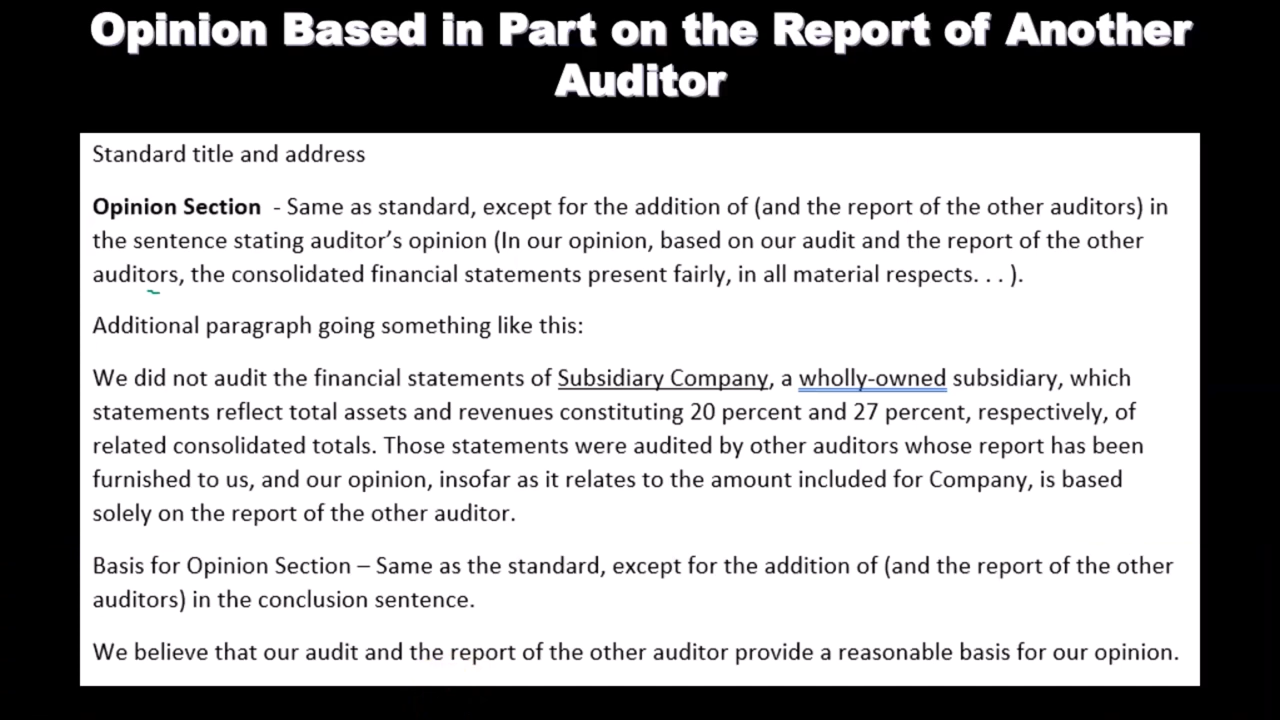 Opinion Based in Part on the Report of Another
Auditor
Standard title and address
Opinion Section - Same as standard, except for the addition of (and the report of the other auditors) in
the sentence stating auditor’s opinion (In our opinion, based on our audit and the report of the other
auditors, the consolidated financial statements present fairly, in all material respects. . . ).
Additional paragraph going something like this:
We did not audit the financial statements of Subsidiary Company, a wholly-owned subsidiary, which
statements reflect total assets and revenues constituting 20 percent and 27 percent, respectively, of
related consolidated totals. Those statements were audited by other auditors whose report has been
furnished to us, and our opinion, insofar as it relates to the amount included for Company, is based
solely on the report of the other auditor.
Basis for Opinion Section – Same as the standard, except for the addition of (and the report of the other
auditors) in the conclusion sentence.
We believe that our audit and the report of the other auditor provide a reasonable basis for our opinion.